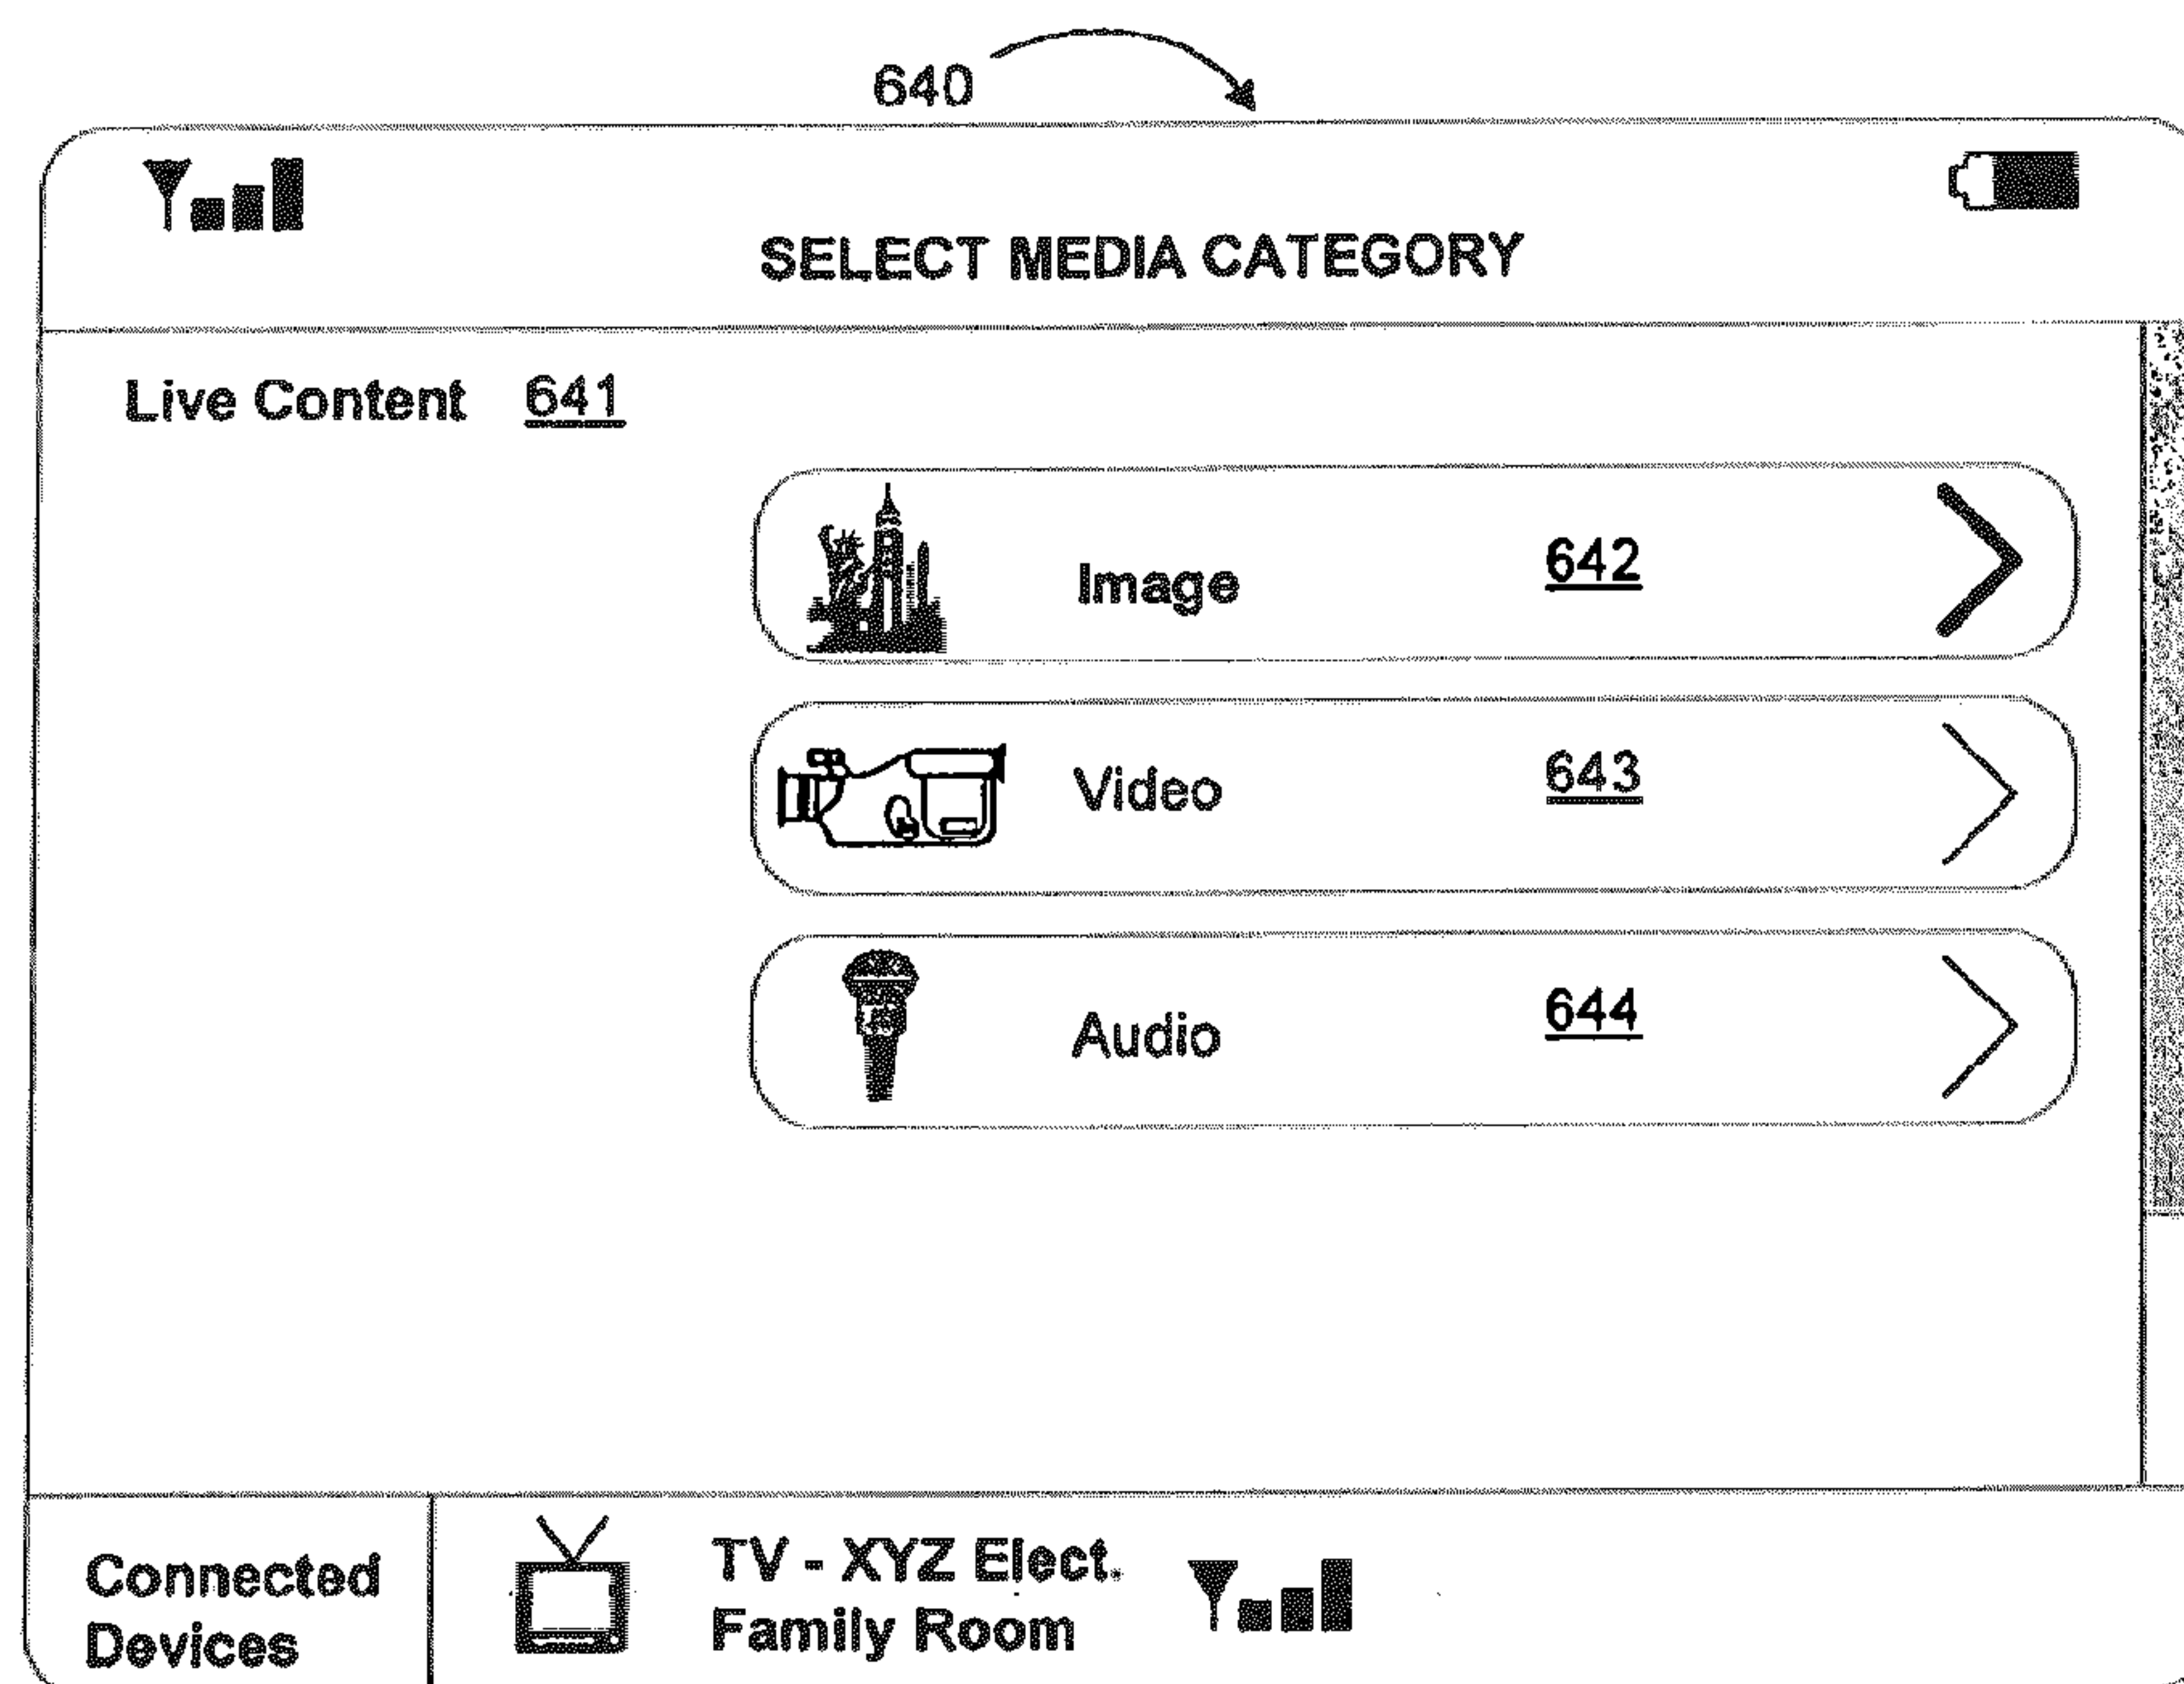 640
SELECT MEDIA CATEGORY
Live Content 641
Image 642
Video 643
Audio 644
Connected
Devices
TV - XYZ Elect.
Family Room